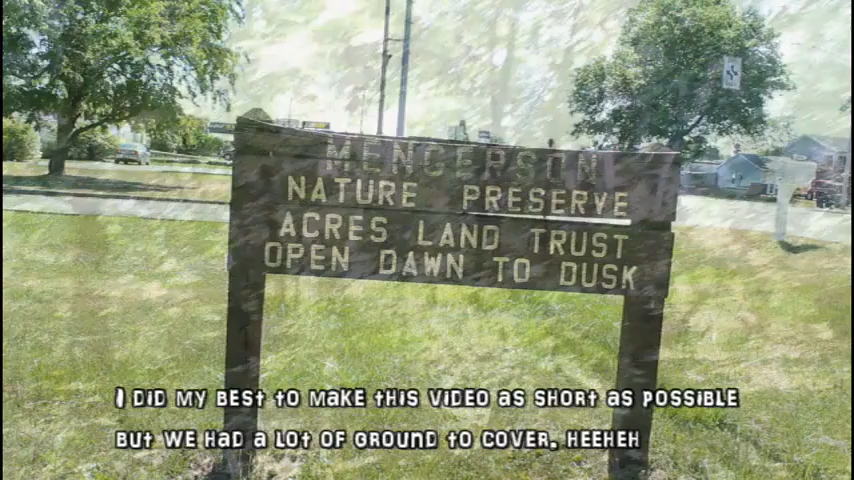 MENGERSON
NATURE PRESERVE
ACRES LAND TRUST
OPEN DAWN TO DUSK
I DID MY BEST TO MAKE THIS VIDEO AS SHORT AS POSSIBLE
BUT WE HAD A LOT OF GROUND TO COVER. HEEHEH